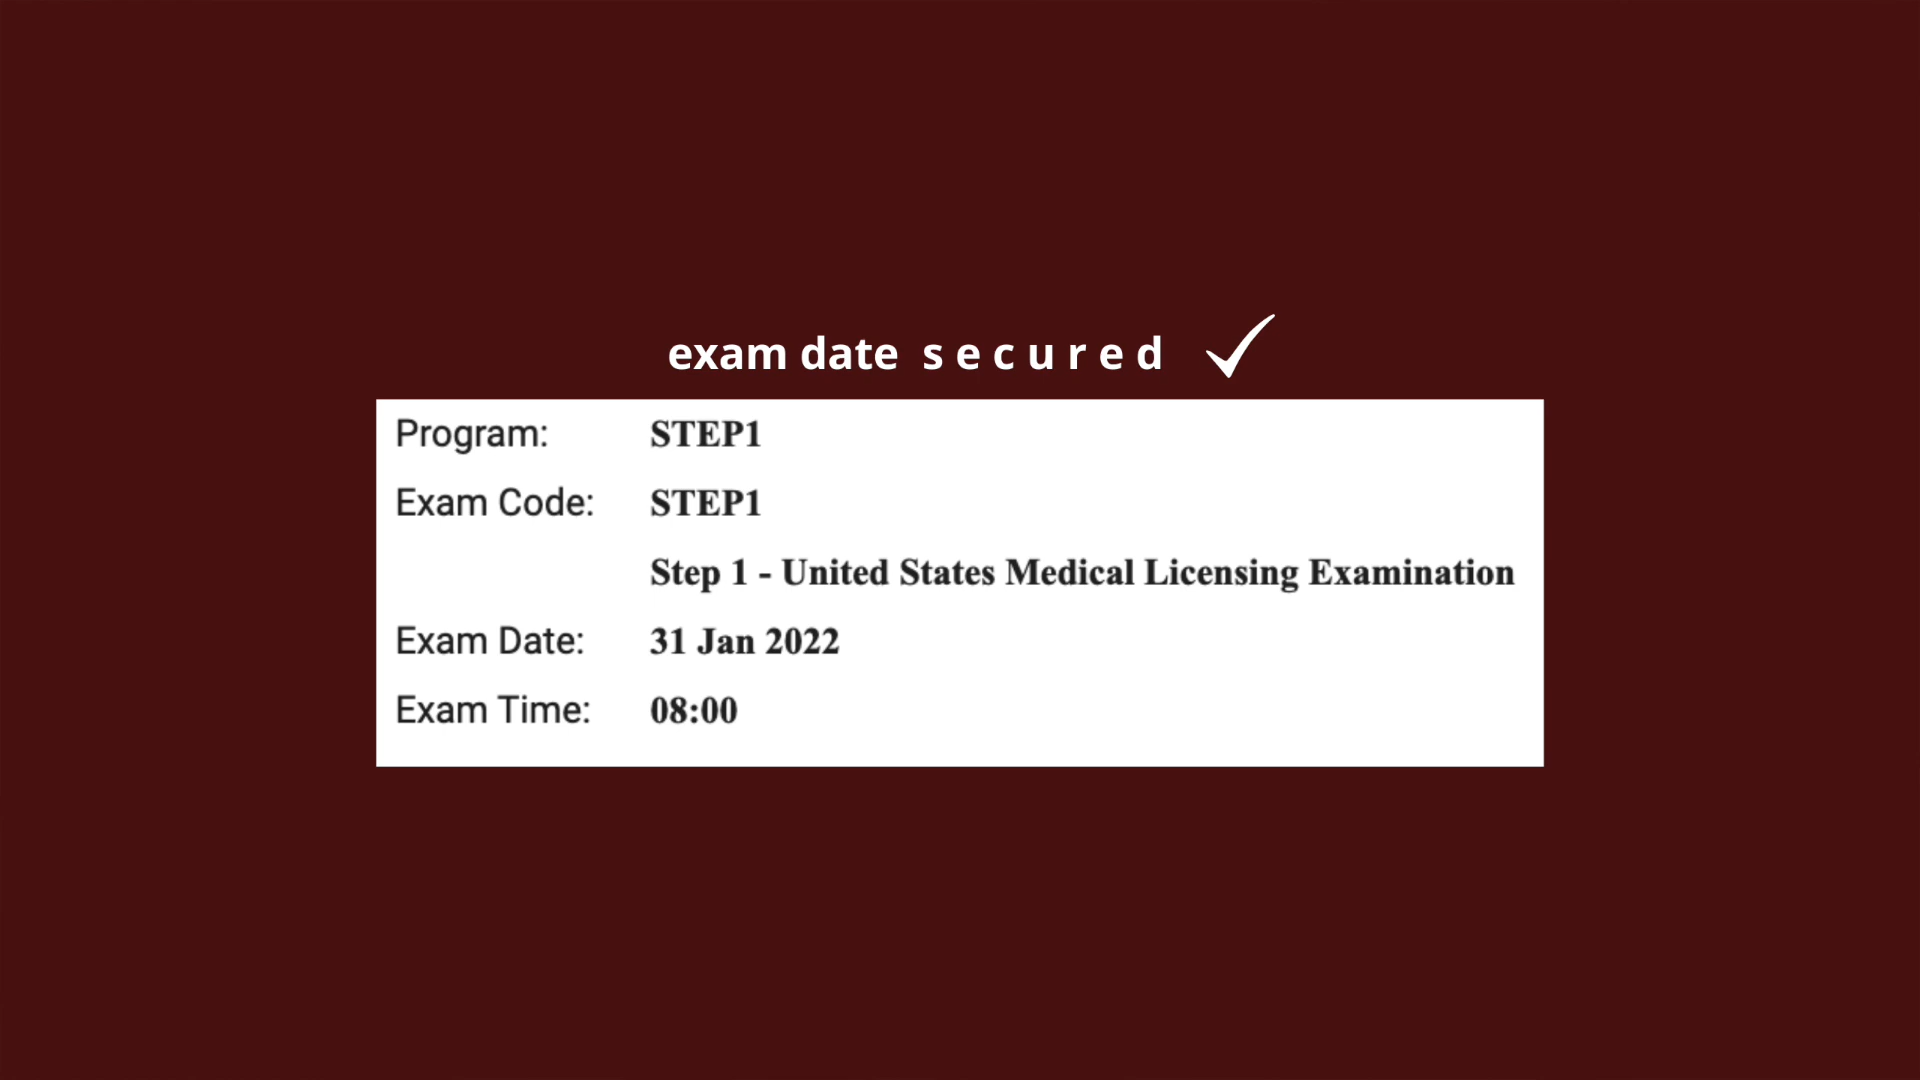 exam date s e c u r e d
Program: STEP1
Exam Code: STEP1
Step 1 - United States Medical Licensing Examination
Exam Date: 31 Jan 2022
Exam Time: 08:00